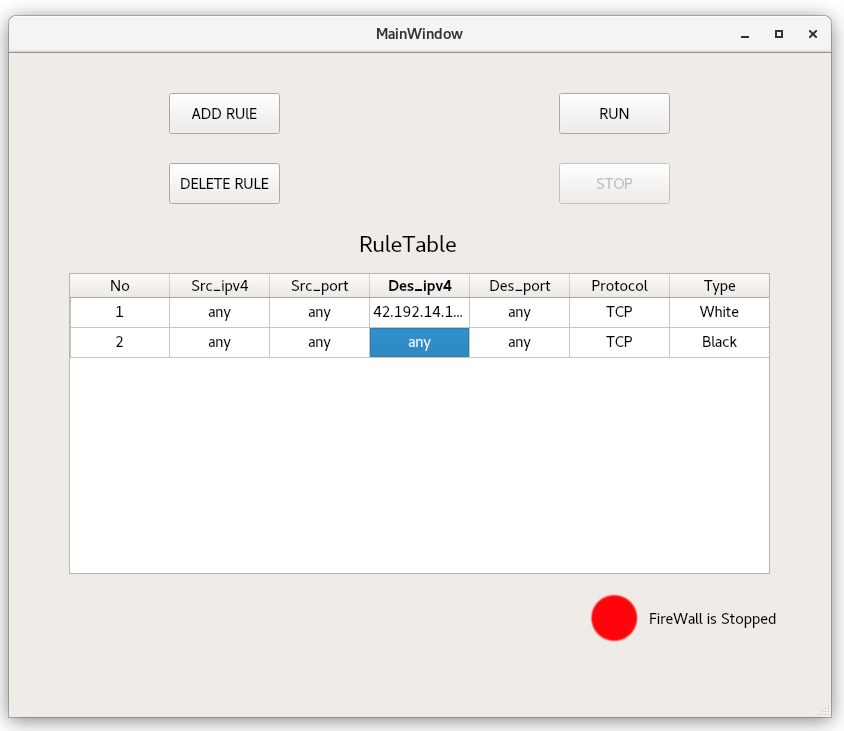 MainWindow
ADD RUlE
RUN
DELETE RULE
STOP
RuleTable
No Src_ipv4 Src_port Des_ipv4 Des_port Protocol Type
1 any any 42.192.14.1... any TCP White
2 any any any any TCP Black
FireWall is Stopped